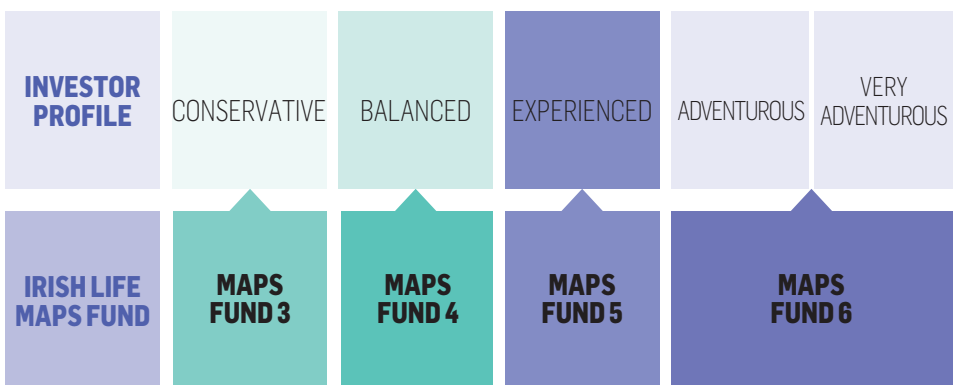 INVESTOR
PROFILE
CONSERVATIVE
BALANCED
EXPERIENCED
ADVENTUROUS
VERY
ADVENTUROUS
IRISH LIFE
MAPS FUND
MAPS
FUND 3
MAPS
FUND 4
MAPS
FUND 5
MAPS
FUND 6